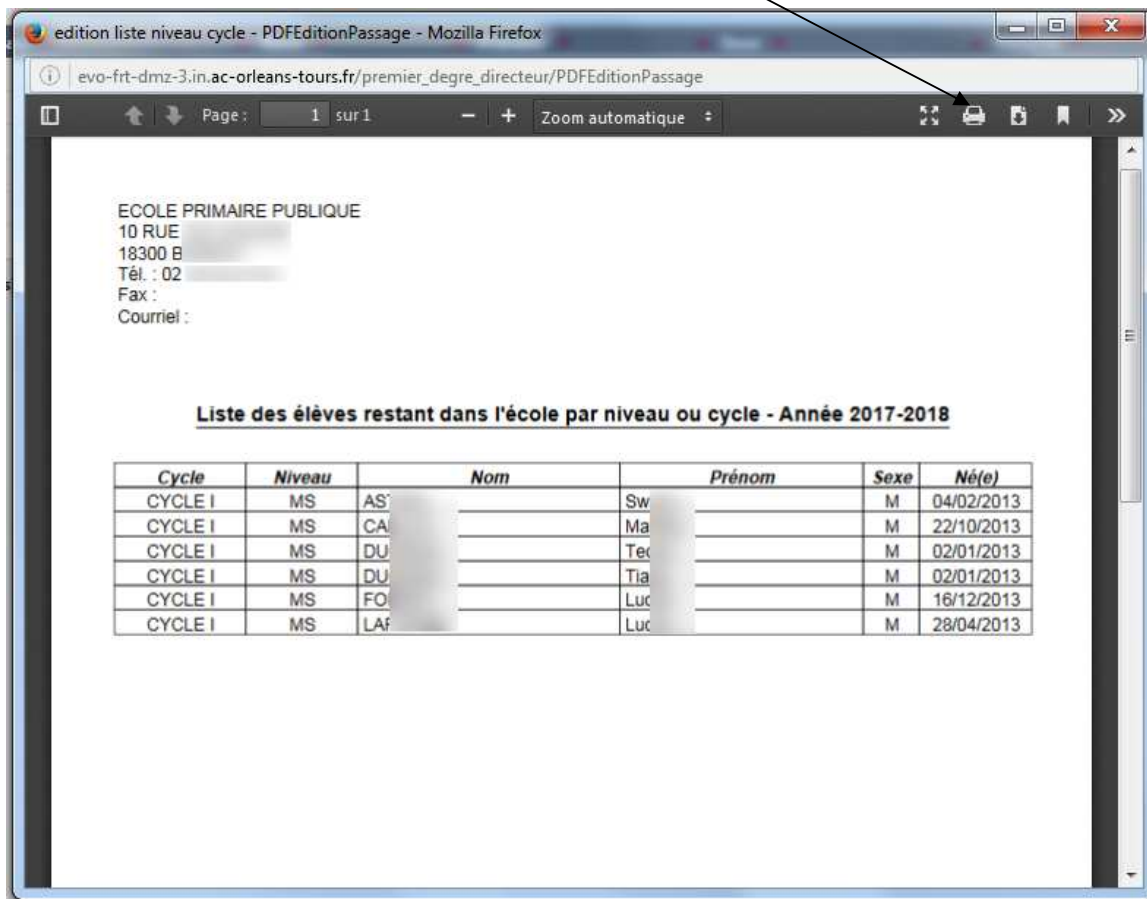 edition liste niveau cycle - PDFEditionPassage - Mozilla Firefox
evo-frt-dmz-3.in.ac-orleans-tours.fr/premier_degre_directeur/PDFEditionPassage
Page : 1 sur 1 Zoom automatique
ECOLE PRIMAIRE PUBLIQUE
10 RUE
18300 B
Tél. : 02
Fax :
Courriel :
Liste des élèves restant dans l'école par niveau ou cycle - Année 2017-2018
Cycle Niveau Nom Prénom Sexe Né(e)
CYCLE I MS AS Sw M 04/02/2013
CYCLE I MS CA Ma M 22/10/2013
CYCLE I MS DU Teo M 02/01/2013
CYCLE I MS DU Tia M 02/01/2013
CYCLE I MS FO Luc M 16/12/2013
CYCLE I MS LA Luc M 28/04/2013